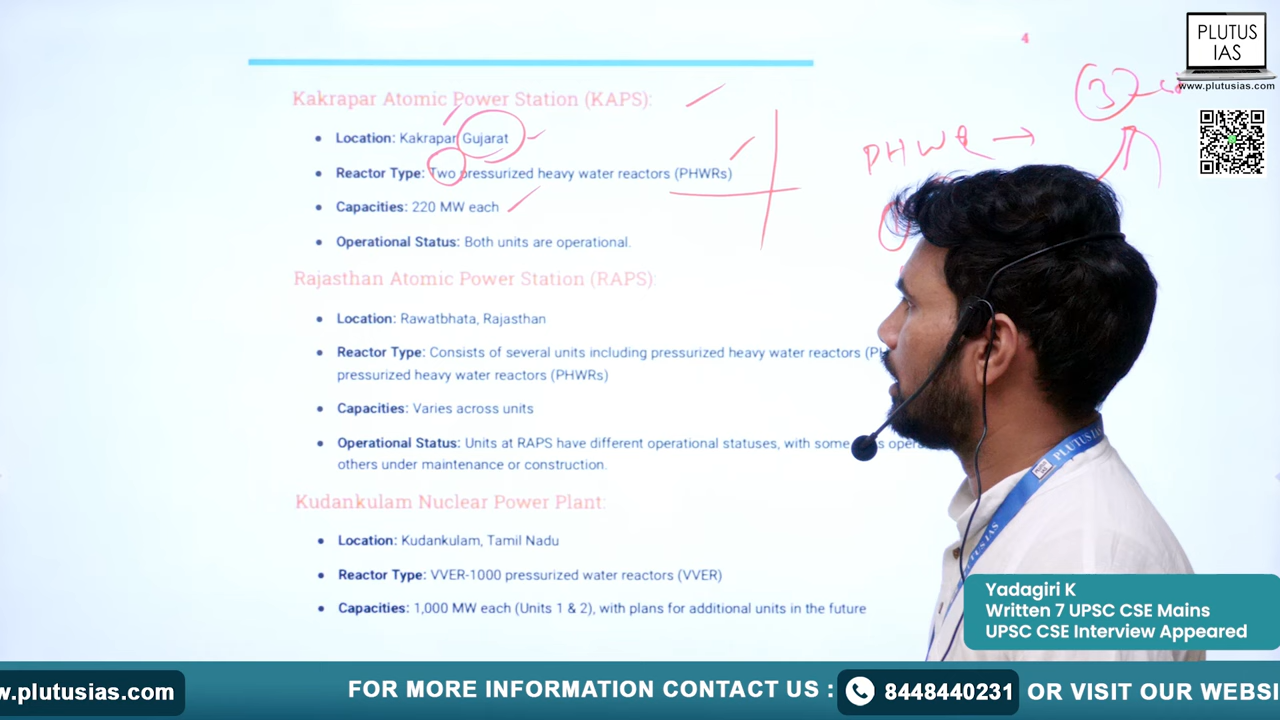 4
PLUTUS
IAS
www.plutusias.com
Kakrapar Atomic Power Station (KAPS):
Location: Kakrapar Gujarat
Reactor Type: Two pressurized heavy water reactors (PHWRs)
Capacities: 220 MW each
Operational Status: Both units are operational.
PHWR →
3
Rajasthan Atomic Power Station (RAPS):
Location: Rawatbhata, Rajasthan
Reactor Type: Consists of several units including pressurized heavy water reactors
pressurized heavy water reactors (PHWRs)
Capacities: Varies across units
Operational Status: Units at RAPS have different operational statuses, with some
others under maintenance or construction.
Kudankulam Nuclear Power Plant:
Location: Kudankulam, Tamil Nadu
Reactor Type: VVER-1000 pressurized water reactors (VVER)
Capacities: 1,000 MW each (Units 1 & 2), with plans for additional units in the future
PLUTUS IAS
PLUTUS IAS
Yadagiri K
Written 7 UPSC CSE Mains
UPSC CSE Interview Appeared
w.plutusias.com
FOR MORE INFORMATION CONTACT US :
8448440231
OR VISIT OUR WEBSI